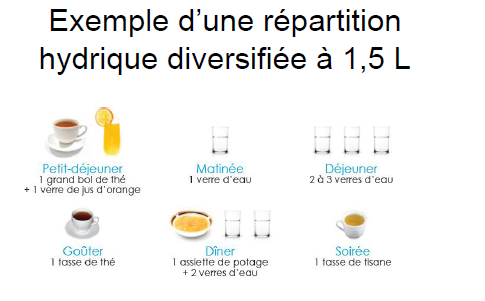 Exemple d’une répartition
hydrique diversifiée à 1,5 L
Petit-déjeuner
1 grand bol de thé
+ 1 verre de jus d’orange
Matinée
1 verre d’eau
Déjeuner
2 à 3 verres d’eau
Goûter
1 tasse de thé
Dîner
1 assiette de potage
+ 2 verres d’eau
Soirée
1 tasse de tisane